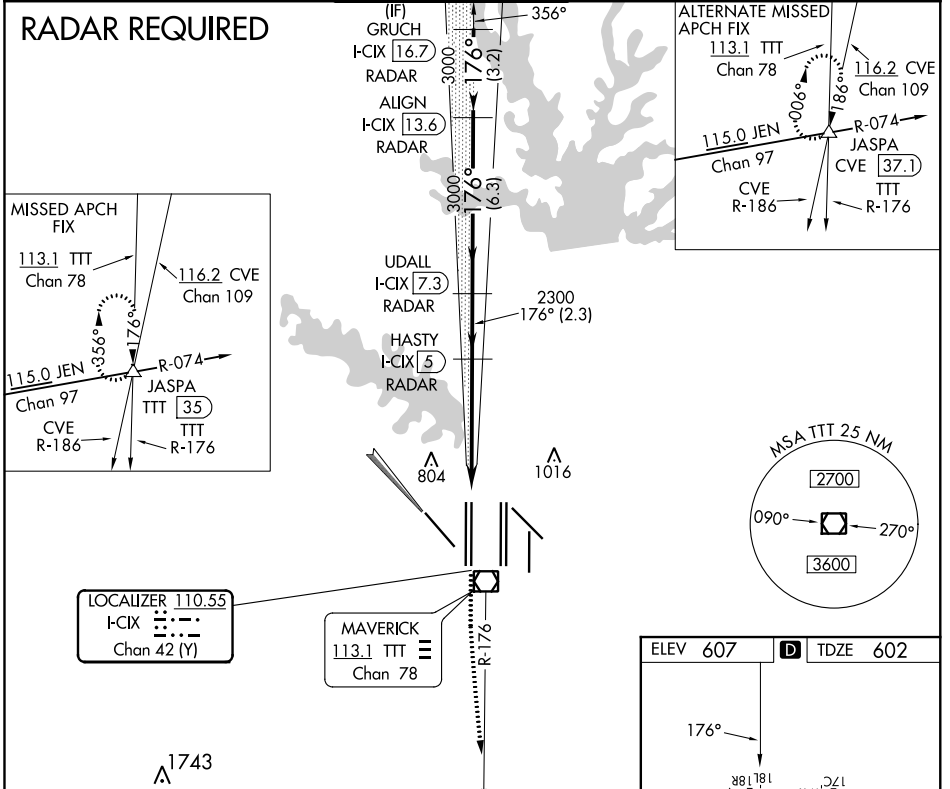 RADAR REQUIRED
(IF)
GRUCH
I-CIX 16.7
RADAR
356°
3000
176°
(3.2)
ALIGN
I-CIX 13.6
RADAR
3000
176°
(6.3)
UDALL
I-CIX 7.3
RADAR
2300
176° (2.3)
HASTY
I-CIX 5
RADAR
ALTERNATE MISSED
APCH FIX
113.1 TTT
Chan 78
116.2 CVE
Chan 109
006°
186°
115.0 JEN
Chan 97
R-074
JASPA
CVE 37.1
TTT
R-176
CVE
R-186
MISSED APCH
FIX
113.1 TTT
Chan 78
116.2 CVE
Chan 109
356°
176°
115.0 JEN
Chan 97
R-074
JASPA
TTT 35
TTT
R-176
CVE
R-186
804
1016
MSA TTT 25 NM
2700
090°
270°
3600
LOCALIZER 110.55
I-CIX
Chan 42 (Y)
MAVERICK
113.1 TTT
Chan 78
R-176
1743
ELEV 607
D
TDZE 602
176°
18R
18L
17C